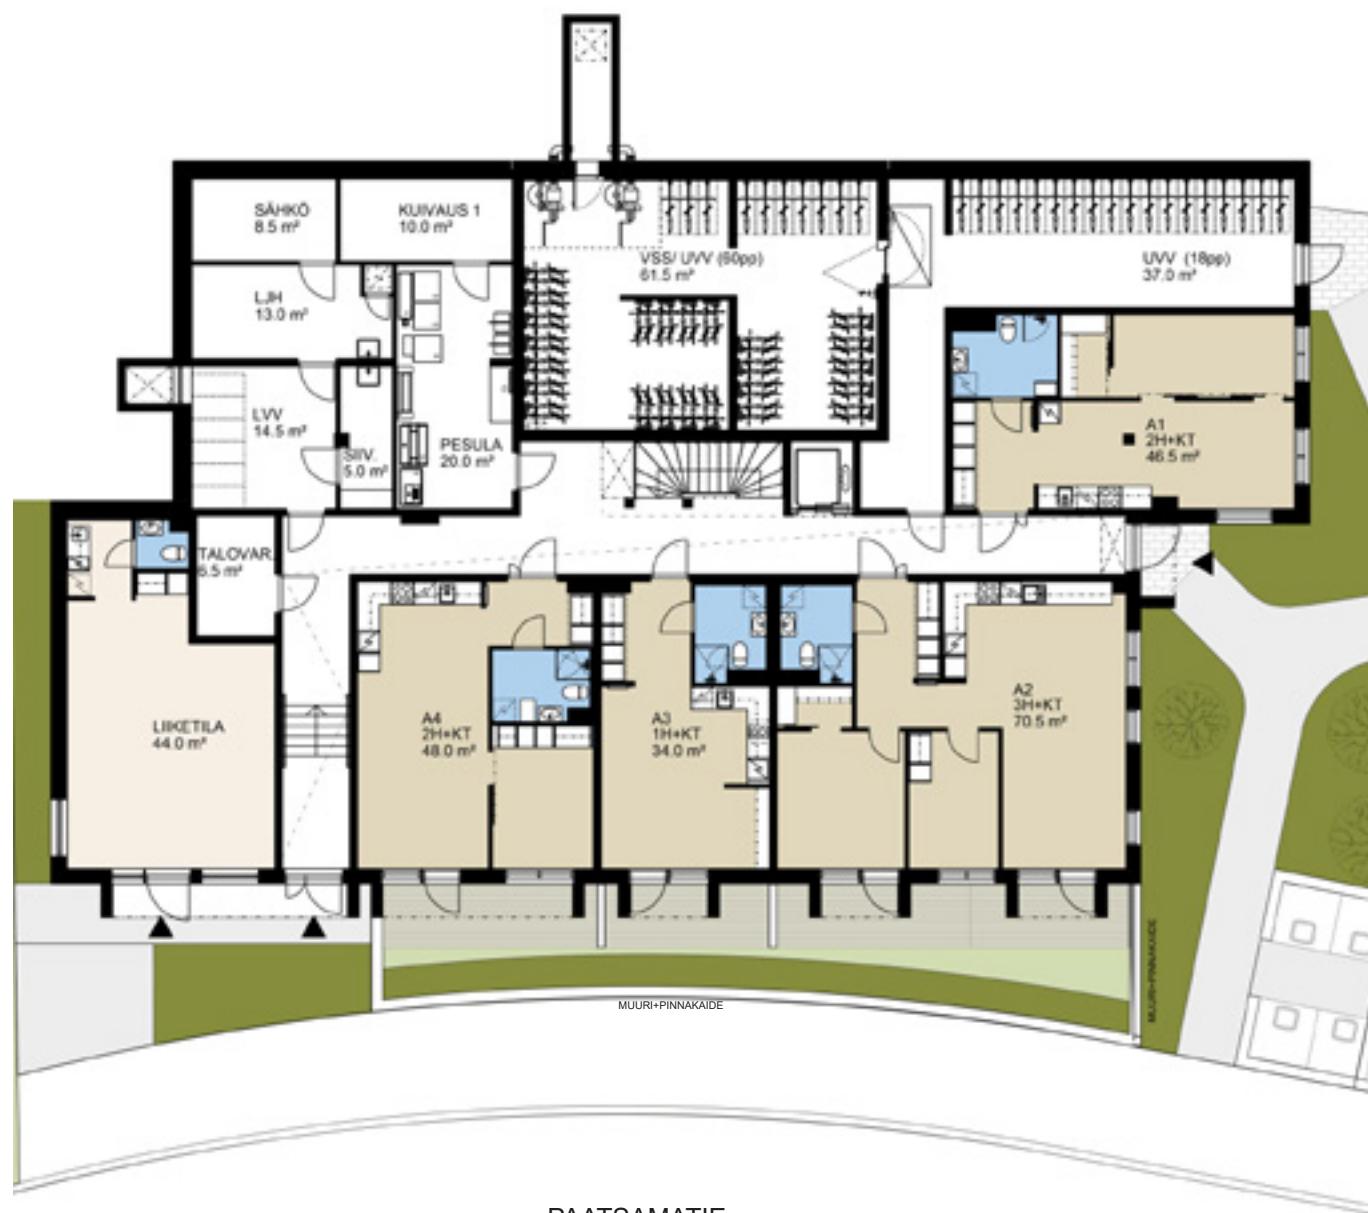 SÄHKÖ
8.5 m²
KUIVAUS 1
10.0 m²
VSS/ UVV (60pp)
61.5 m²
UVV (18pp)
37.0 m²
LJH
13.0 m²
LVV
14.5 m²
SIIV.
5.0 m²
PESULA
20.0 m²
A1
2H+KT
46.5 m²
TALOVAR.
6.5 m²
LIIKETILA
44.0 m²
A4
2H+KT
48.0 m²
A3
1H+KT
34.0 m²
A2
3H+KT
70.5 m²
MUURI+PINNAKAIDE
MUURI+PINNAKAIDE
PAATSAMATIE